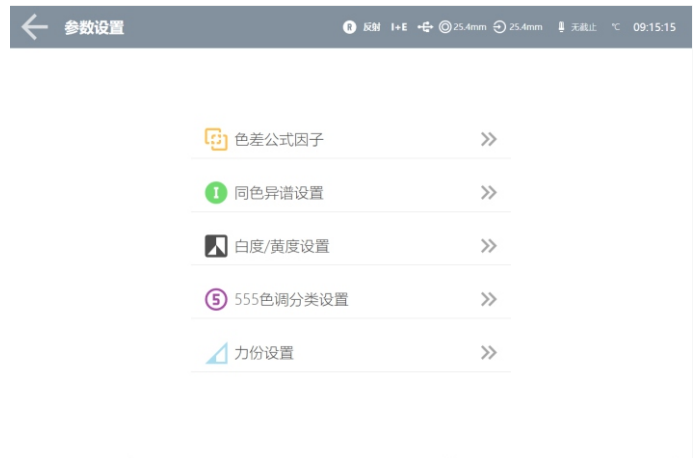 参数设置 R 反射 I+E 25.4mm 25.4mm 无截止 ℃ 09:15:15
色差公式因子
I 同色异谱设置
白度/黄度设置
5 555色调分类设置
力份设置